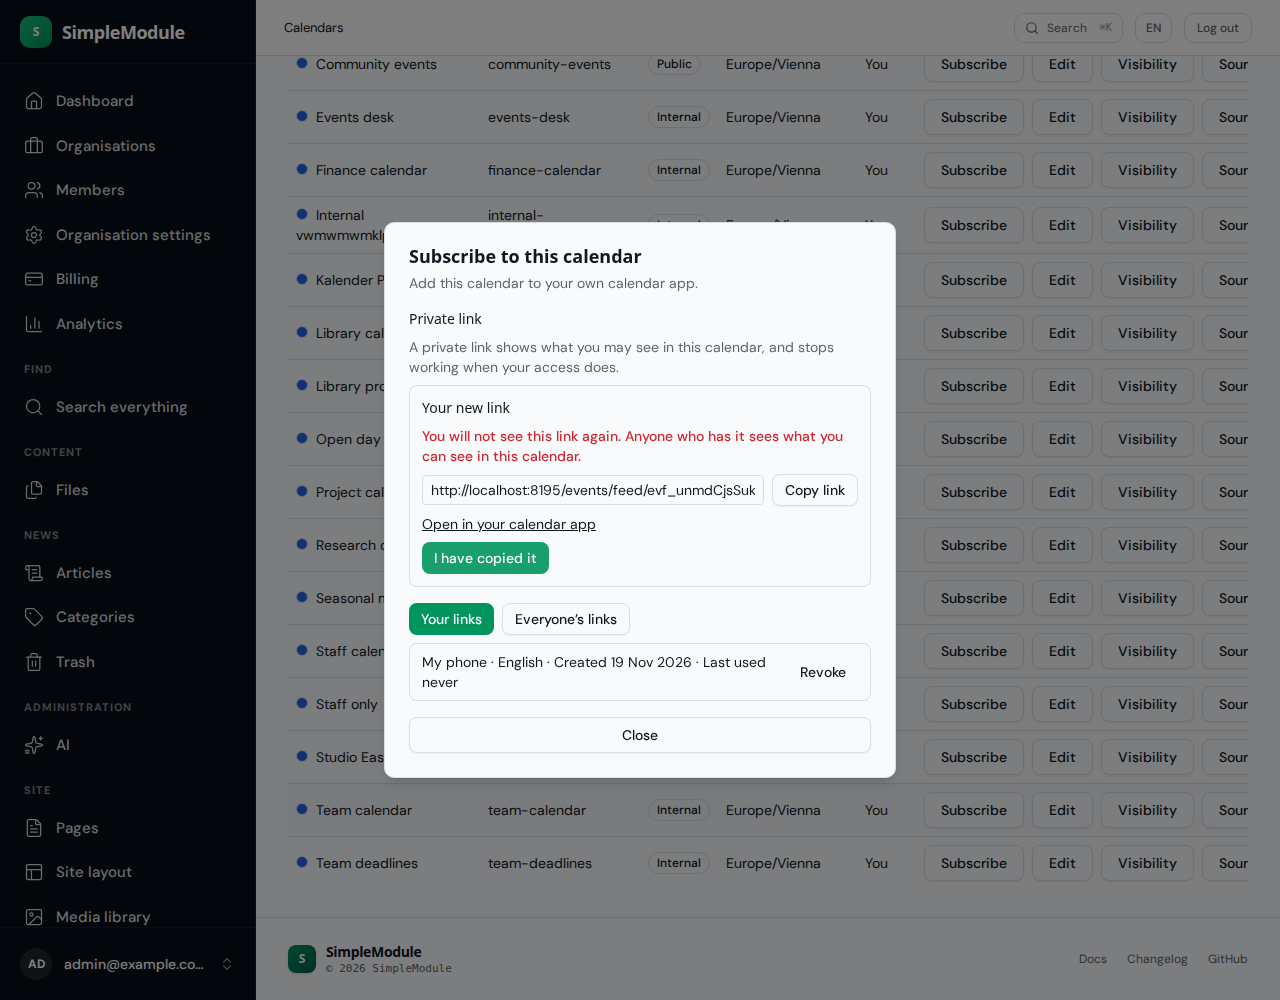 S SimpleModule
Dashboard
Organisations
Members
Organisation settings
Billing
Analytics
FIND
Search everything
CONTENT
Files
NEWS
Articles
Categories
Trash
ADMINISTRATION
AI
SITE
Pages
Site layout
Media library
AD admin@example.co...
Calendars Search ⌘K EN Log out
Community events community-events Public Europe/Vienna You Subscribe Edit Visibility Sour
Events desk events-desk Internal Europe/Vienna You Subscribe Edit Visibility Sour
Finance calendar finance-calendar Internal Europe/Vienna You Subscribe Edit Visibility Sour
Internal internal- Subscribe Edit Visibility Sour
Kalender Subscribe Edit Visibility Sour
Library Subscribe Edit Visibility Sour
Library Subscribe Edit Visibility Sour
Open day Subscribe Edit Visibility Sour
Project Subscribe Edit Visibility Sour
Research Subscribe Edit Visibility Sour
Seasonal Subscribe Edit Visibility Sour
Staff Subscribe Edit Visibility Sour
Staff only Subscribe Edit Visibility Sour
Studio Subscribe Edit Visibility Sour
Team calendar team-calendar Internal Europe/Vienna You Subscribe Edit Visibility Sour
Team deadlines team-deadlines Internal Europe/Vienna You Subscribe Edit Visibility Sour
Subscribe to this calendar
Add this calendar to your own calendar app.
Private link
A private link shows what you may see in this calendar, and stops
working when your access does.
Your new link
You will not see this link again. Anyone who has it sees what you
can see in this calendar.
http://localhost:8195/events/feed/evf_unmdCjsSuk Copy link
Open in your calendar app
I have copied it
Your links Everyone’s links
My phone · English · Created 19 Nov 2026 · Last used
never
Revoke
Close
S SimpleModule
© 2026 SimpleModule
Docs Changelog GitHub